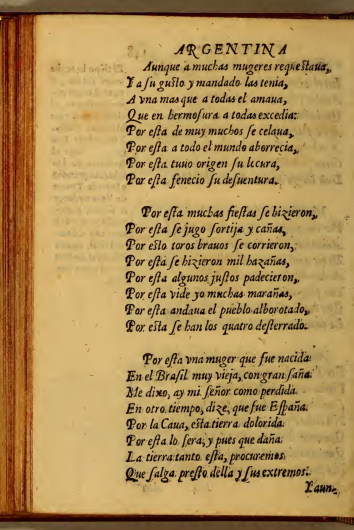 ARGENTINA
Aunque a muchas mugeres requestaua,
Y a su gusto y mandado las tenia,
A vna mas que a todas el amaua,
Que en hermosura a todas excedia:
Por esta de muy muchos se celaua,
Por esta a todo el mundo aborrecia,
Por esta tuuo origen su locura,
Por esta fenecio su desuentura.
Por esta muchas fiestas se hizieron,
Por esta se jugo sortija y cañas,
Por esto toros brauos se corrieron,
Por esta se hizieron mil hazañas,
Por esta algunos justos padecieron,
Por esta vide yo muchas marañas,
Por esta andaua el pueblo alborotado,
Por esta se han los quatro desterrado.
Por esta vna muger que fue nacida
En el Brasil muy vieja, con gran saña
Me dixo, ay mi señor como perdida
En otro tiempo, dize, que fue España
Por la Caua, esta tierra dolorida
Por esta lo sera, y pues que daña
La tierra tanto esta, procuremos
Que salga presto della y sus extremos.
Y aun